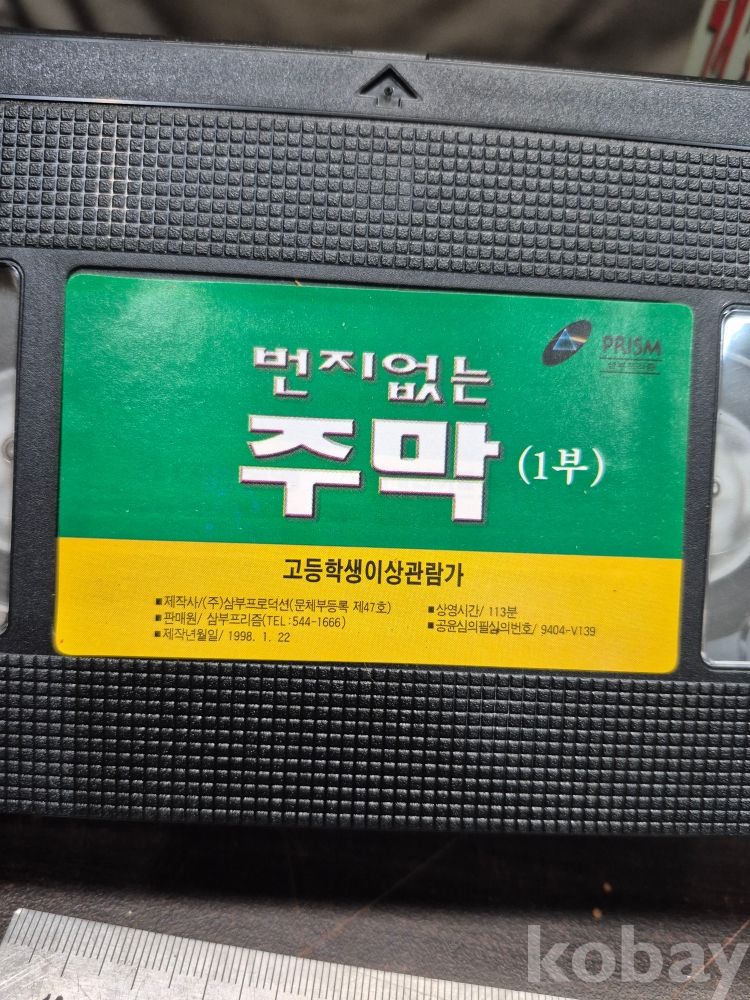 번지없는
주막 (1부)
PRISM
고등학생이상관람가
■제작사/(주)삼부프로덕션(문체부등록 제47호)
■판매원/ 삼부프리즘(TEL:544-1666)
■제작년월일/ 1998. 1. 22
■상영시간/ 113분
■공윤심의필심의번호/ 9404-V139
kobay